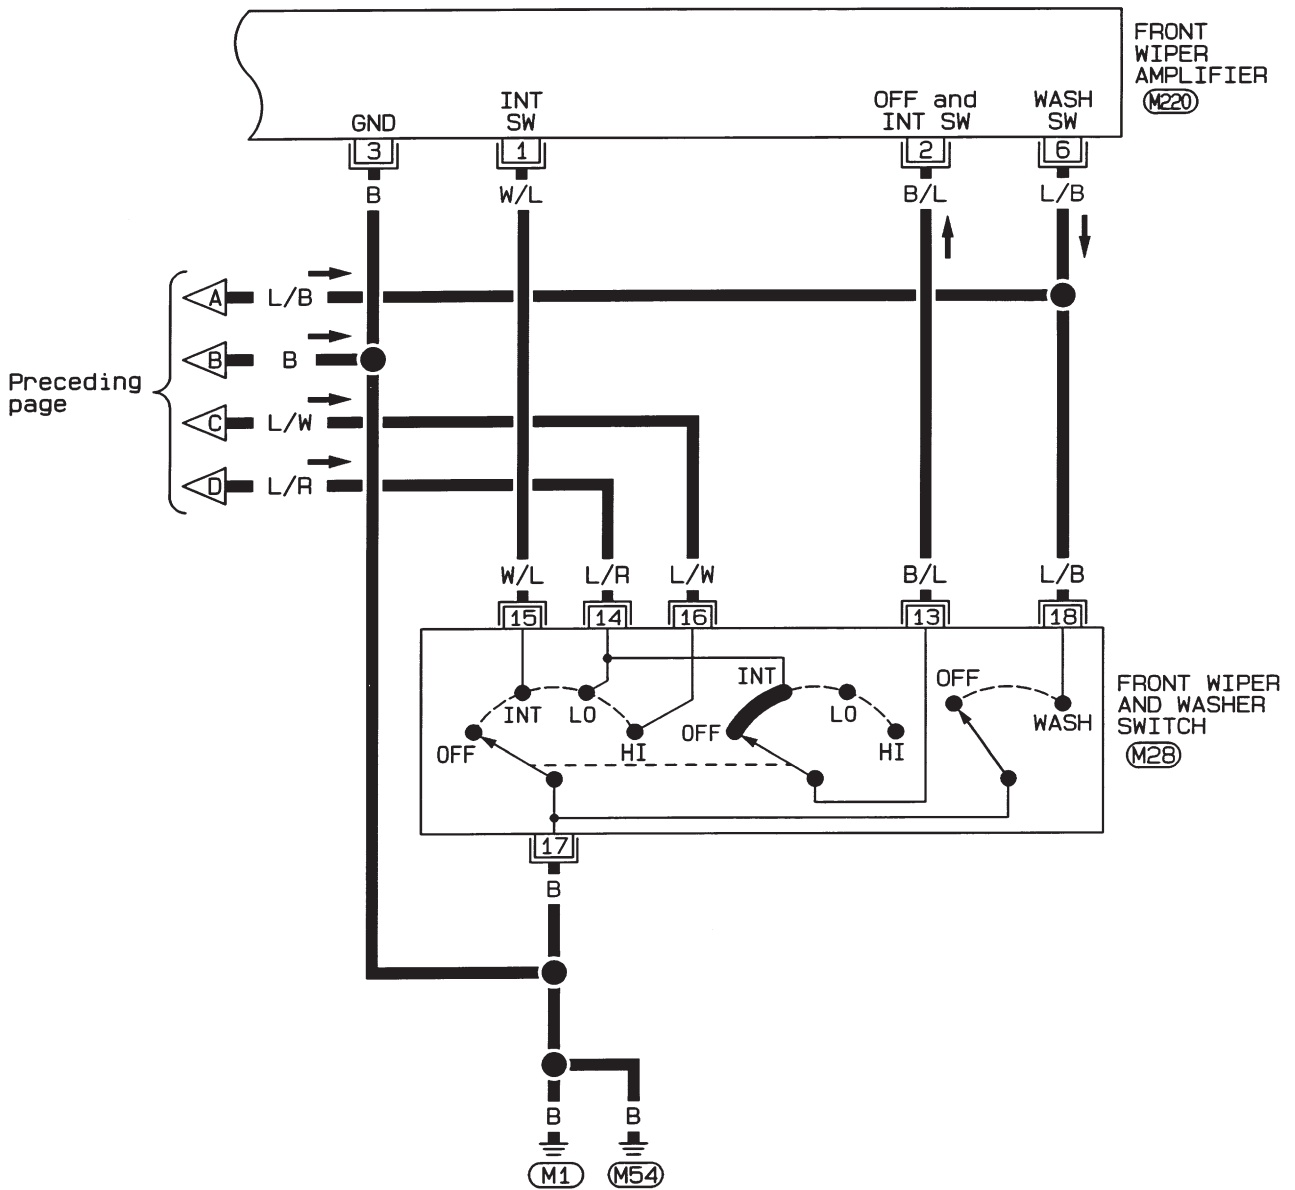 FRONT
WIPER
AMPLIFIER
M220
GND
INT
SW
OFF and
INT SW
WASH
SW
3
1
2
6
B
W/L
B/L
L/B
A
L/B
B
B
C
L/W
D
L/R
Preceding
page
W/L
L/R
L/W
B/L
L/B
15
14
16
13
18
OFF
INT
LO
HI
OFF
INT
LO
HI
OFF
WASH
FRONT WIPER
AND WASHER
SWITCH
M28
17
B
B
B
M1
M54